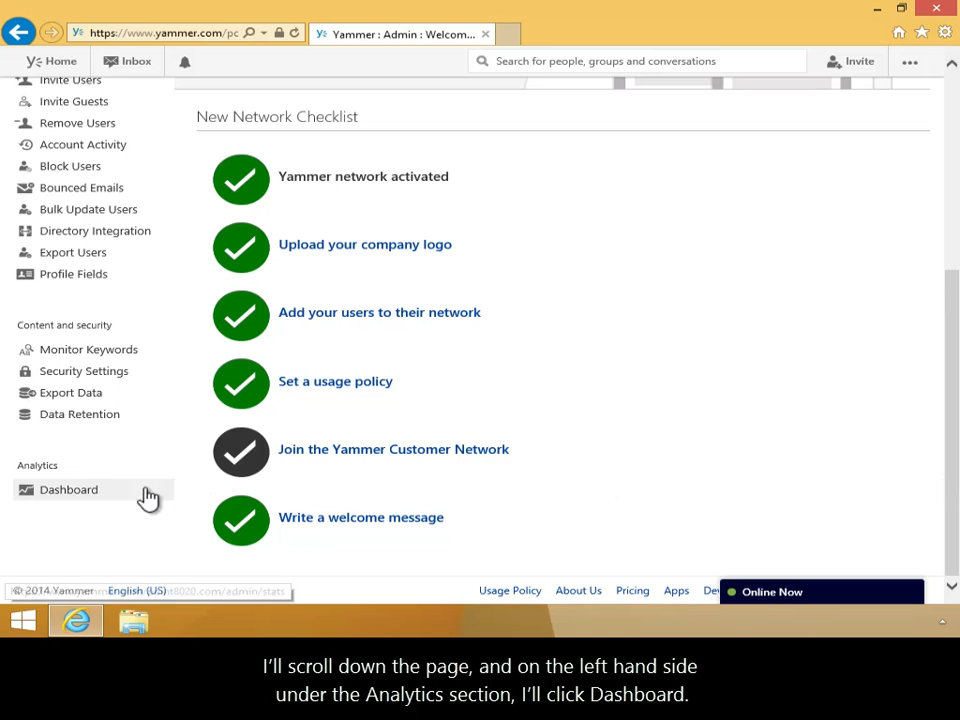 https://www.yammer.com/pc
Yammer : Admin : Welcom...
Home
Inbox
Search for people, groups and conversations
Invite
Invite Users
Invite Guests
Remove Users
Account Activity
Block Users
Bounced Emails
Bulk Update Users
Directory Integration
Export Users
Profile Fields
Content and security
Monitor Keywords
Security Settings
Export Data
Data Retention
Analytics
Dashboard
New Network Checklist
Yammer network activated
Upload your company logo
Add your users to their network
Set a usage policy
Join the Yammer Customer Network
Write a welcome message
© 2014 Yammer English (US)
Usage Policy About Us Pricing Apps Dev
Online Now
I'll scroll down the page, and on the left hand side
under the Analytics section, I'll click Dashboard.